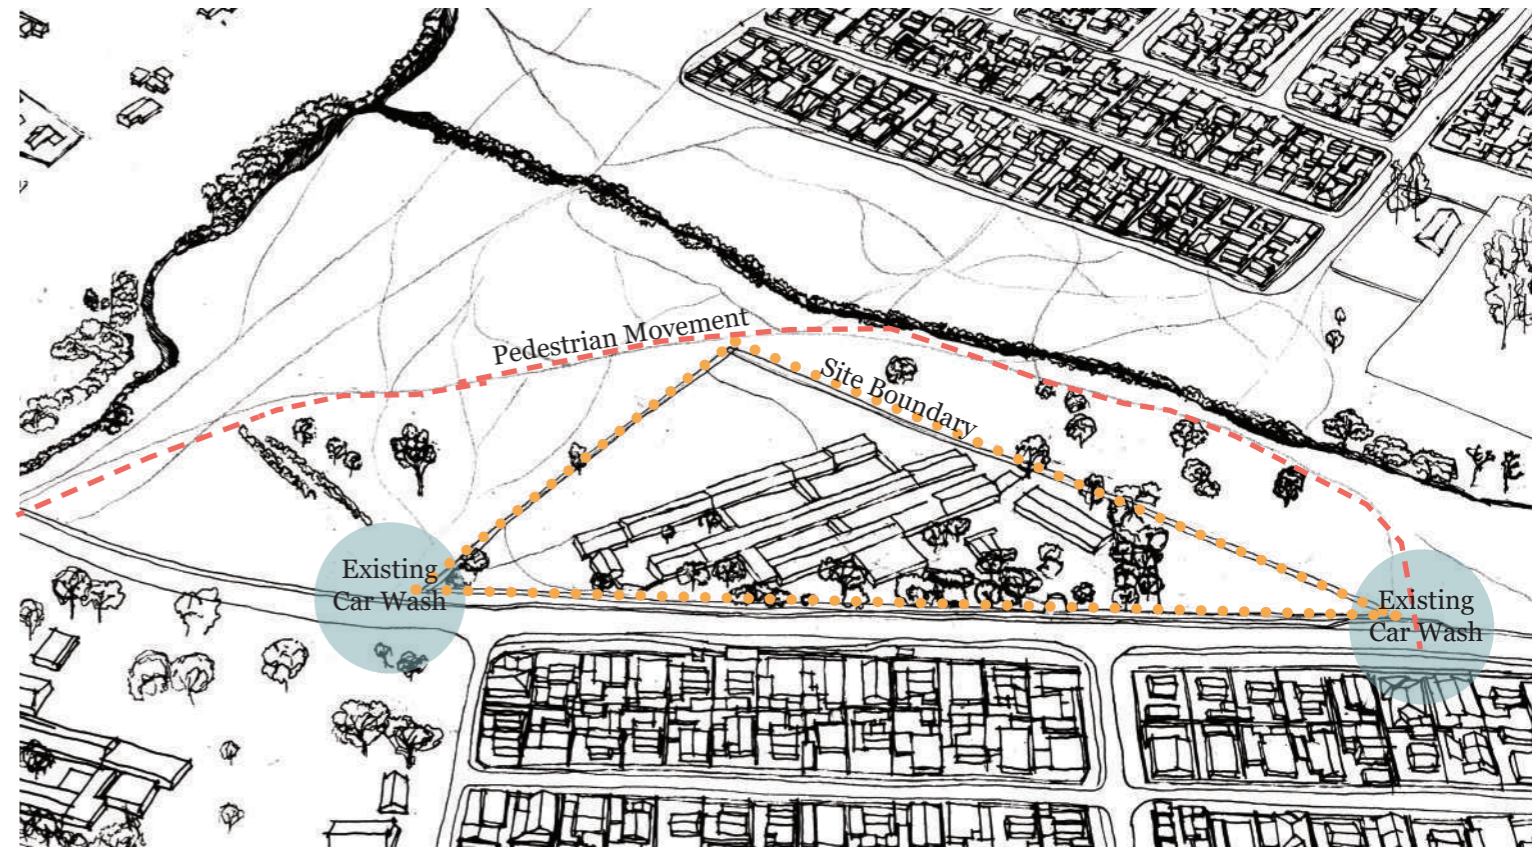 Pedestrian Movement
Site Boundary
Existing
Car Wash
Existing
Car Wash